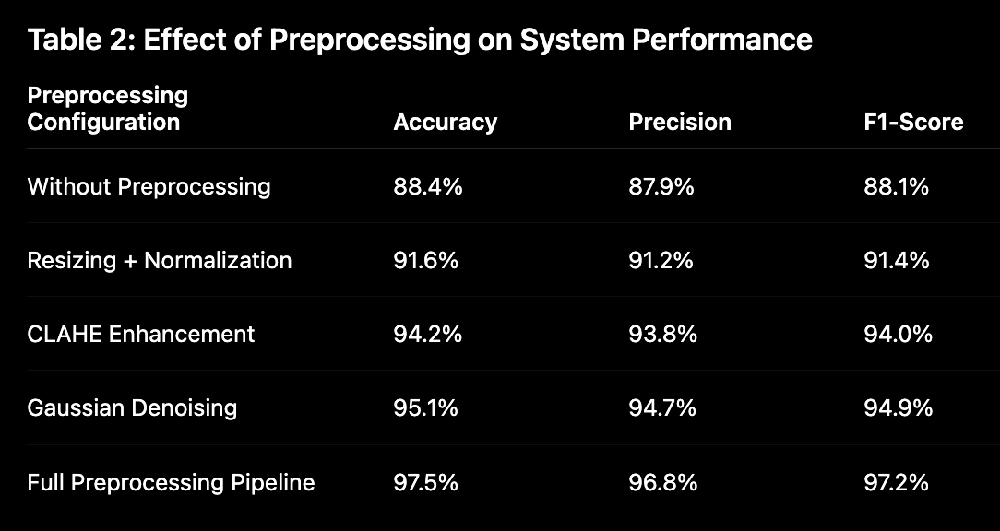 Table 2: Effect of Preprocessing on System Performance
Preprocessing
Configuration Accuracy Precision F1-Score
Without Preprocessing 88.4% 87.9% 88.1%
Resizing + Normalization 91.6% 91.2% 91.4%
CLAHE Enhancement 94.2% 93.8% 94.0%
Gaussian Denoising 95.1% 94.7% 94.9%
Full Preprocessing Pipeline 97.5% 96.8% 97.2%